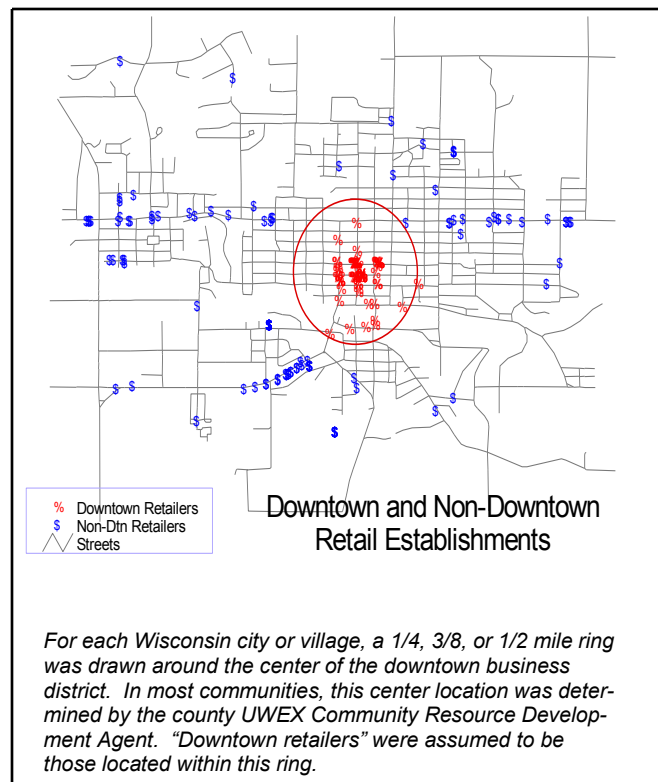 % Downtown Retailers
$ Non-Dtn Retailers
Streets
Downtown and Non-Downtown
Retail Establishments
For each Wisconsin city or village, a 1/4, 3/8, or 1/2 mile ring
was drawn around the center of the downtown business
district.  In most communities, this center location was deter-
mined by the county UWEX Community Resource Develop-
ment Agent.  “Downtown retailers” were assumed to be
those located within this ring.